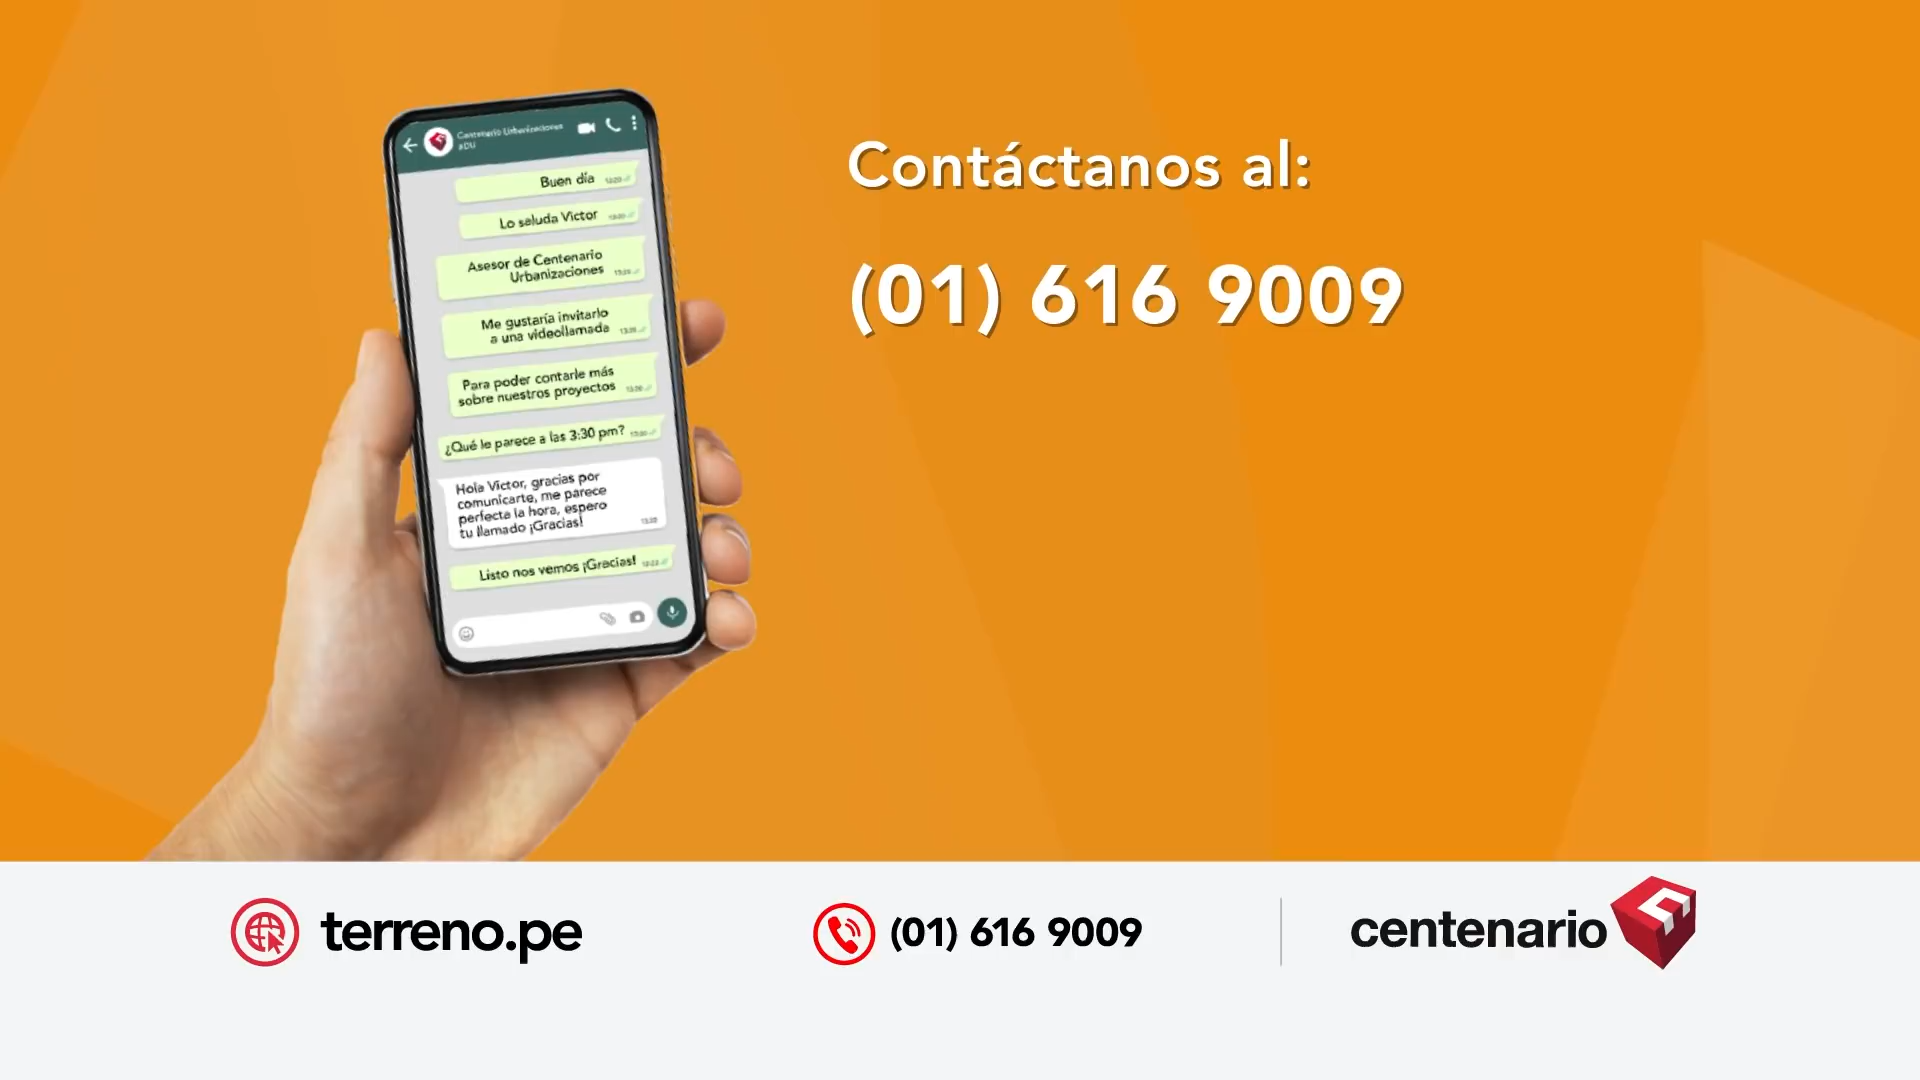 Centenario Urbanizaciones
Buen día
Lo saluda Victor
Asesor de Centenario
Urbanizaciones
Me gustaría invitarlo
a una videollamada
Para poder contarle más
sobre nuestros proyectos
¿Qué le parece a las 3:30 pm?
Hola Victor, gracias por
comunicarte, me parece
perfecta la hora, espero
tu llamado ¡Gracias!
Listo nos vemos ¡Gracias!
Contáctanos al:
(01) 616 9009
terreno.pe
(01) 616 9009
centenario